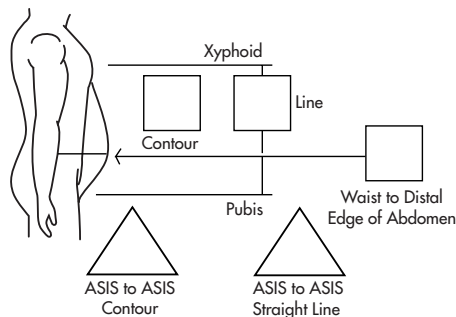 Xyphoid
Line
Contour
Waist to Distal
Edge of Abdomen
Pubis
ASIS to ASIS
Contour
ASIS to ASIS
Straight Line